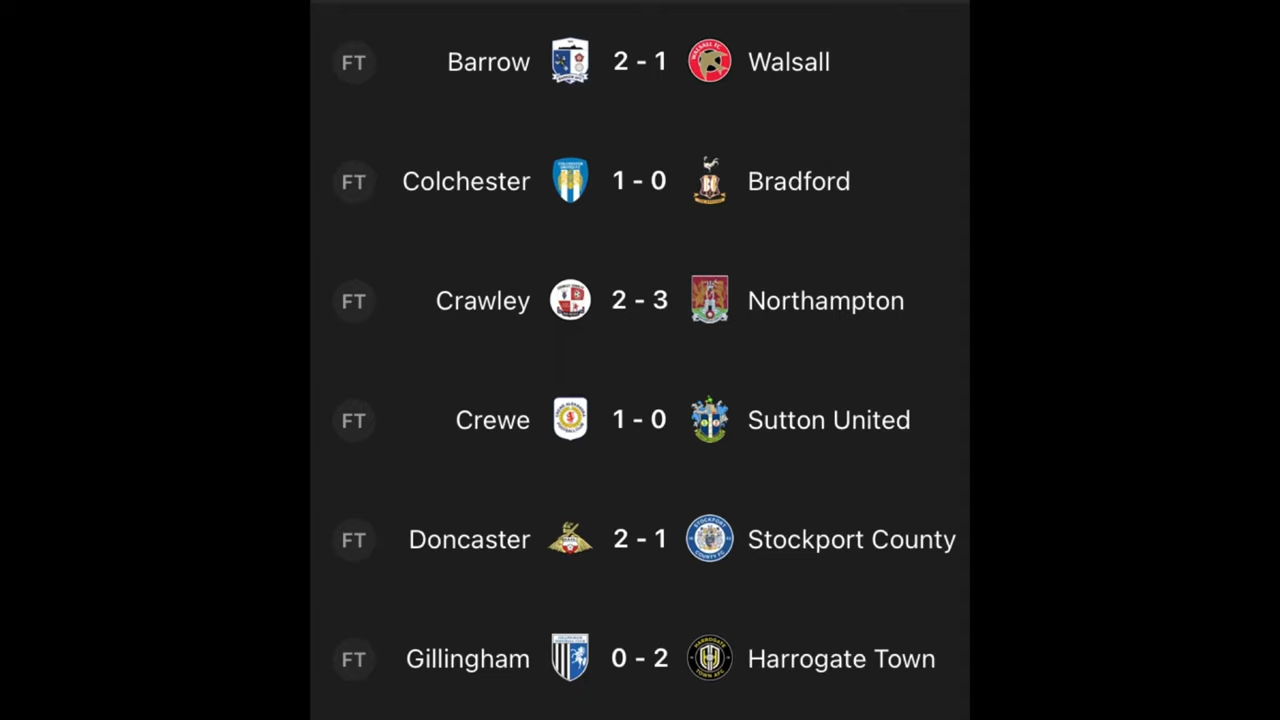 FT Barrow 2 - 1 Walsall
FT Colchester 1 - 0 Bradford
FT Crawley 2 - 3 Northampton
FT Crewe 1 - 0 Sutton United
FT Doncaster 2 - 1 Stockport County
FT Gillingham 0 - 2 Harrogate Town